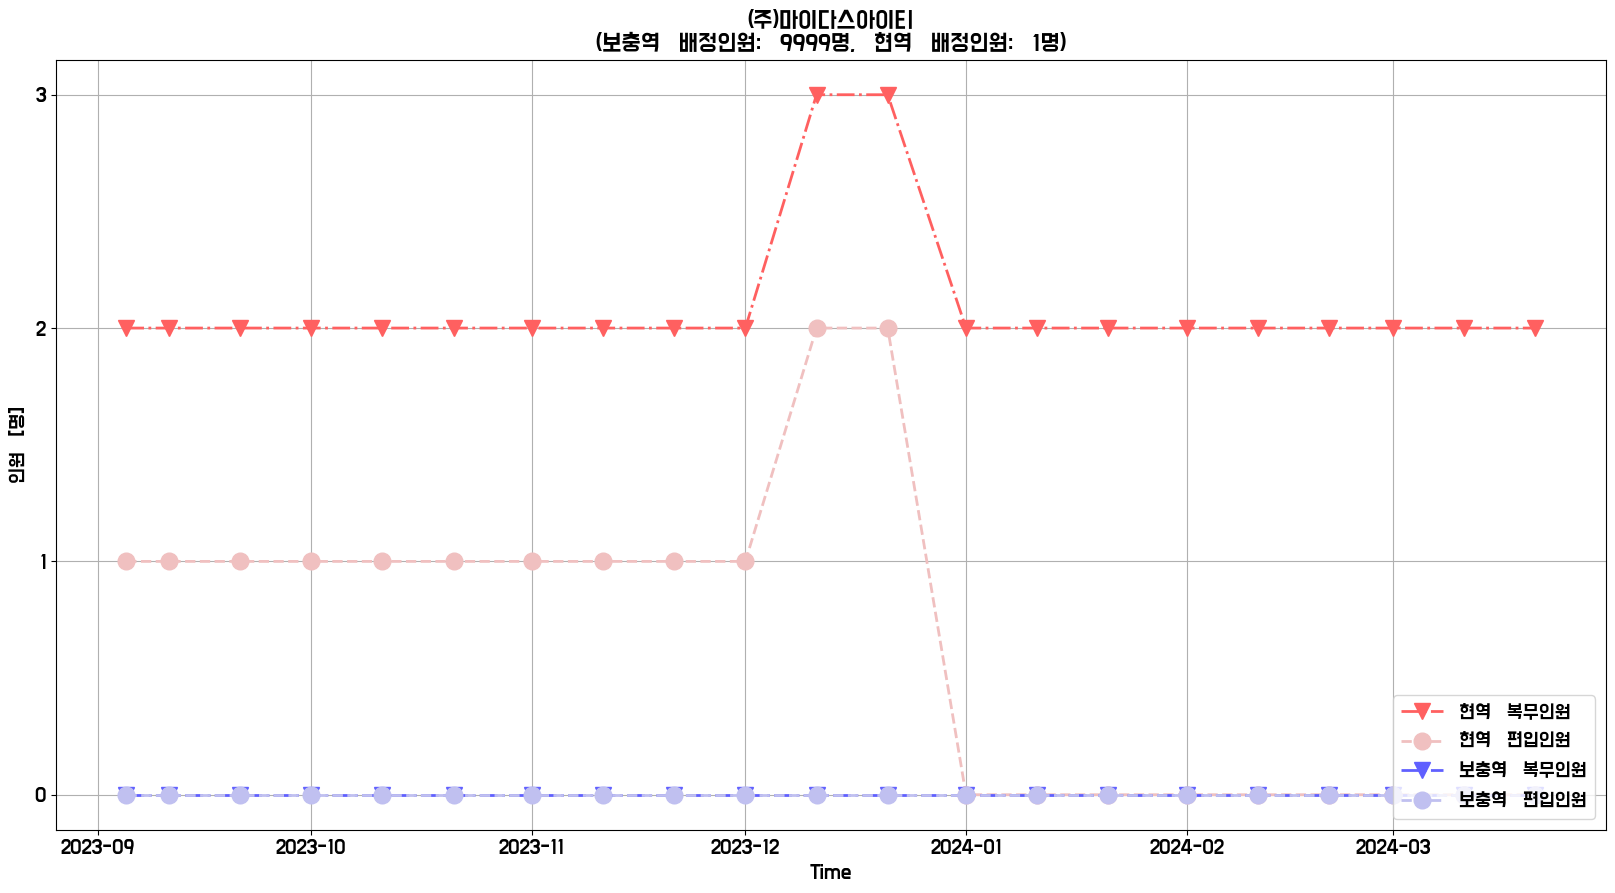 (주)마이다스아이티
(보충역 배정인원: 9999명, 현역 배정인원: 1명)
인원 [명]
3
2
1
0
현역 복무인원
현역 편입인원
보충역 복무인원
보충역 편입인원
2023-09 2023-10 2023-11 2023-12 2024-01 2024-02 2024-03
Time